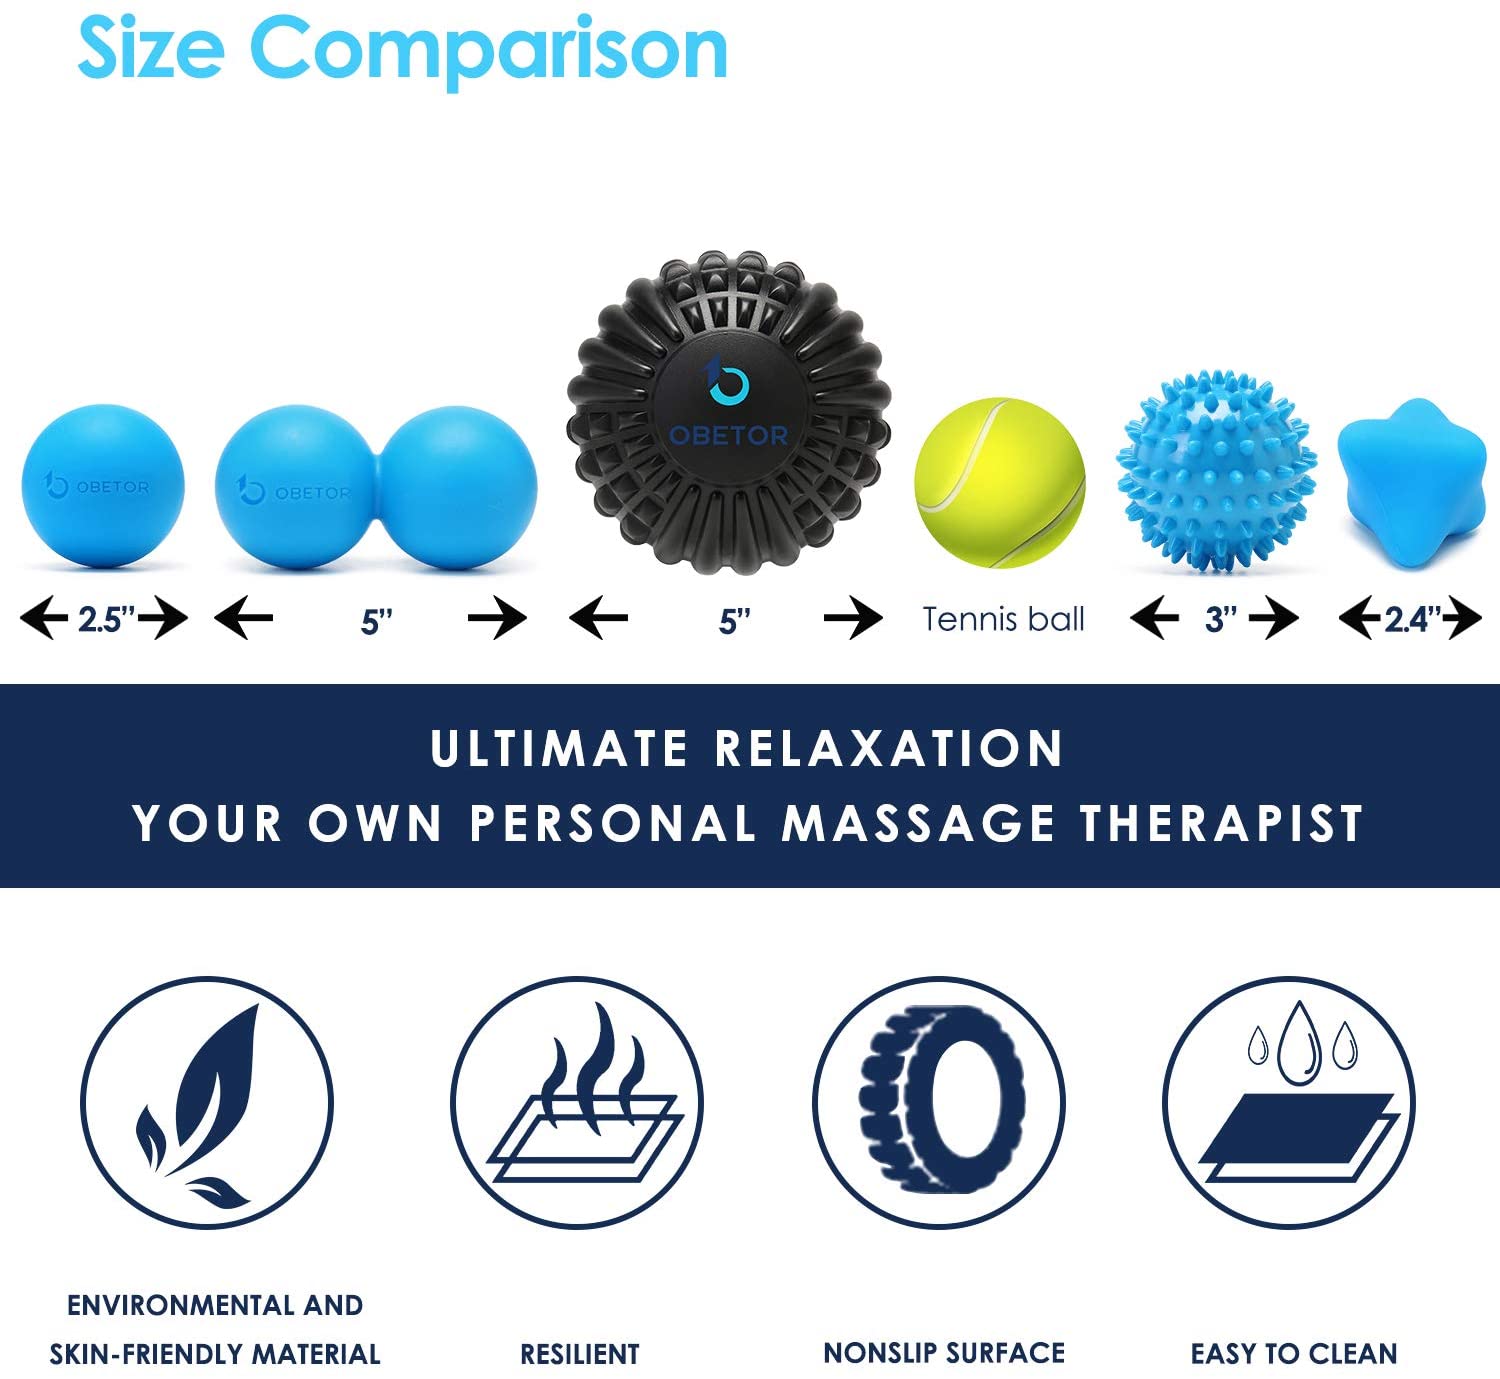 Size Comparison
OBETOR
OBETOR
OBETOR
2.5”
5”
5”
Tennis ball
3”
2.4”
ULTIMATE RELAXATION
YOUR OWN PERSONAL MASSAGE THERAPIST
ENVIRONMENTAL AND
SKIN-FRIENDLY MATERIAL
RESILIENT
NONSLIP SURFACE
EASY TO CLEAN